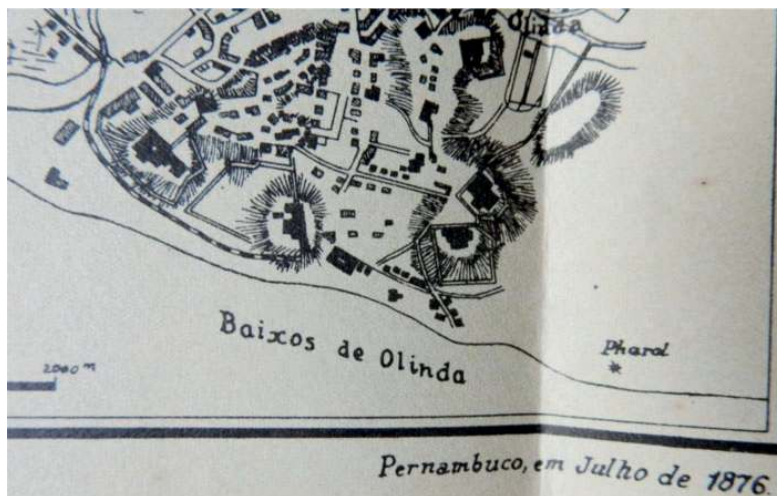 Olinda
Baixos de Olinda
Pharol
2000 m
Pernambuco, em Julho de 1876